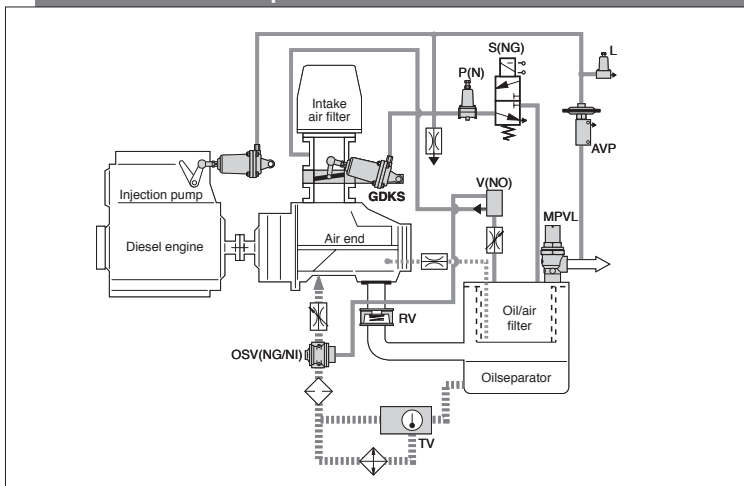 S(NG)
L
P(N)
Intake
air filter
AVP
V(NO)
GDKS
Injection pump
MPVL
Diesel engine
Air end
Oil/air
filter
RV
OSV(NG/NI)
Oilseparator
TV